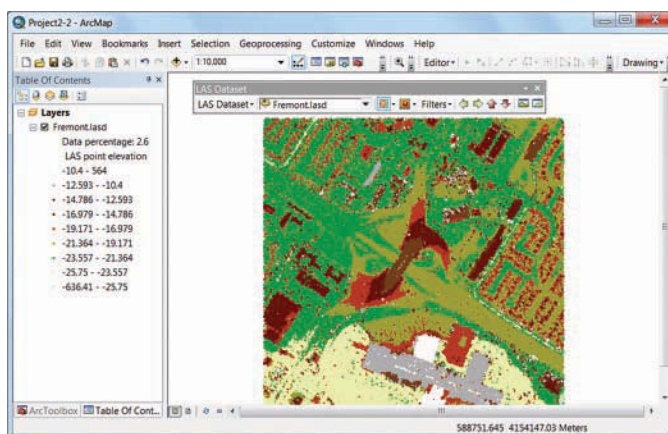 Project2-2 - ArcMap
File Edit View Bookmarks Insert Selection Geoprocessing Customize Windows Help
1:10,000 Editor Drawing
Table Of Contents
Layers
Fremont.lasd
Data percentage: 2.6
LAS point elevation
-10.4 - 564
-12.593 - -10.4
-14.786 - -12.593
-16.979 - -14.786
-19.171 - -16.979
-21.364 - -19.171
-23.557 - -21.364
-25.75 - -23.557
-636.41 - -25.75
LAS Dataset
LAS Dataset Fremont.lasd Filters
ArcToolbox Table Of Cont...
588751.645 4154147.03 Meters